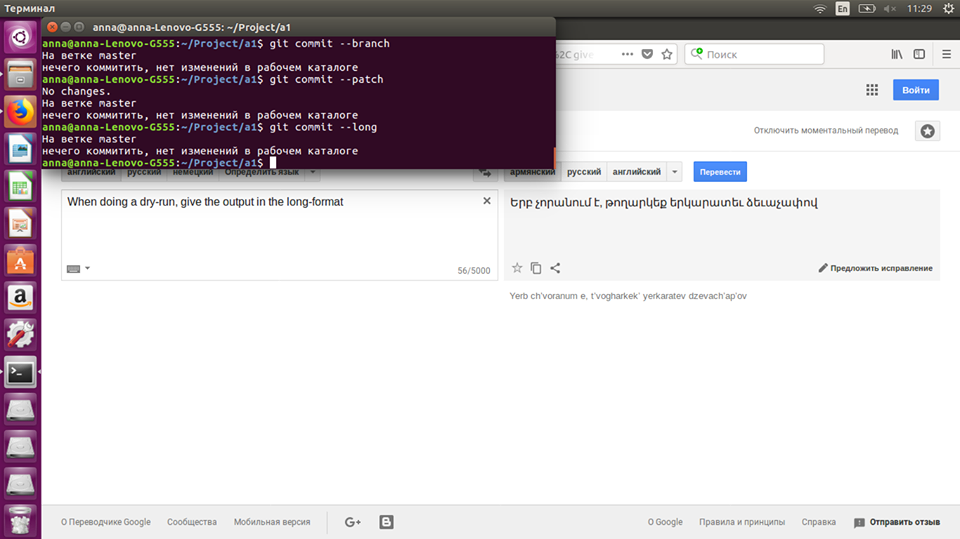 Терминал
En
11:29
anna@anna-Lenovo-G555: ~/Project/a1
anna@anna-Lenovo-G555:~/Project/a1$ git commit --branch
На ветке master
нечего коммитить, нет изменений в рабочем каталоге
anna@anna-Lenovo-G555:~/Project/a1$ git commit --patch
No changes.
На ветке master
нечего коммитить, нет изменений в рабочем каталоге
anna@anna-Lenovo-G555:~/Project/a1$ git commit --long
На ветке master
нечего коммитить, нет изменений в рабочем каталоге
anna@anna-Lenovo-G555:~/Project/a1$
%2C give
Поиск
Войти
Отключить моментальный перевод
английский русский немецкий Определить язык
армянский русский английский
Перевести
When doing a dry-run, give the output in the long-format
56/5000
Երբ չորանում է, թողարկեք երկարատեւ ձեւաչափով
Предложить исправление
Yerb ch’voranum e, t’vogharkek’ yerkaratev dzevach’ap’ov
О Переводчике Google Сообщества Мобильная версия
G+
О Google Правила и принципы Справка Отправить отзыв